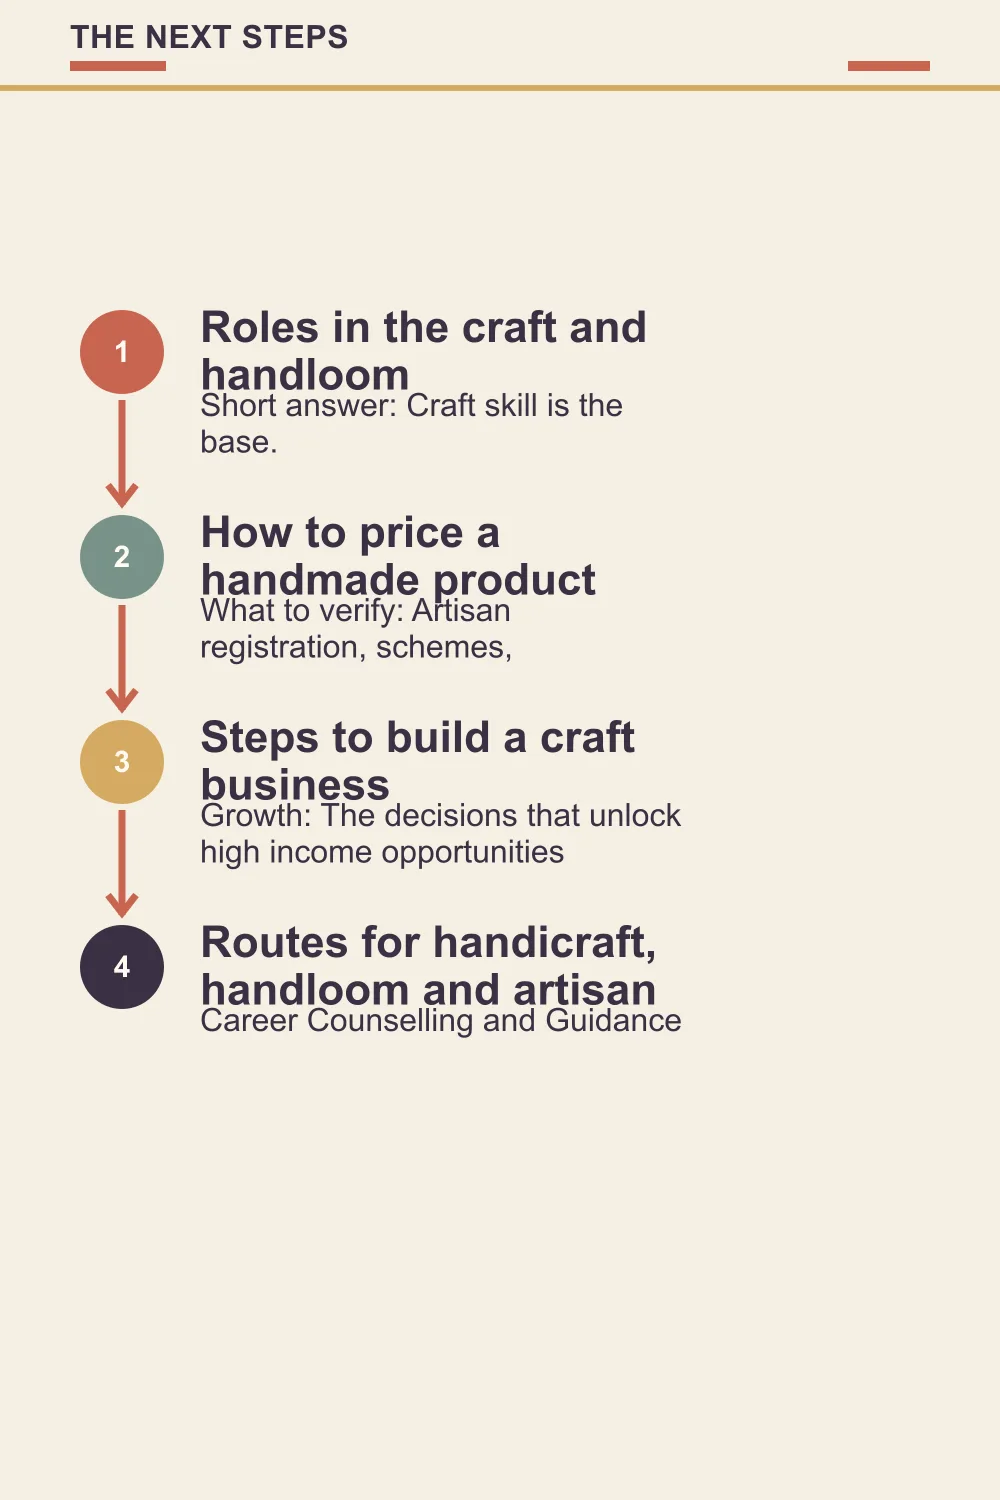 THE NEXT STEPS
1
Roles in the craft and
handloom
Short answer: Craft skill is the
base.
2
How to price a
handmade product
What to verify: Artisan
registration, schemes,
3
Steps to build a craft
business
Growth: The decisions that unlock
high income opportunities
4
Routes for handicraft,
handloom and artisan
Career Counselling and Guidance